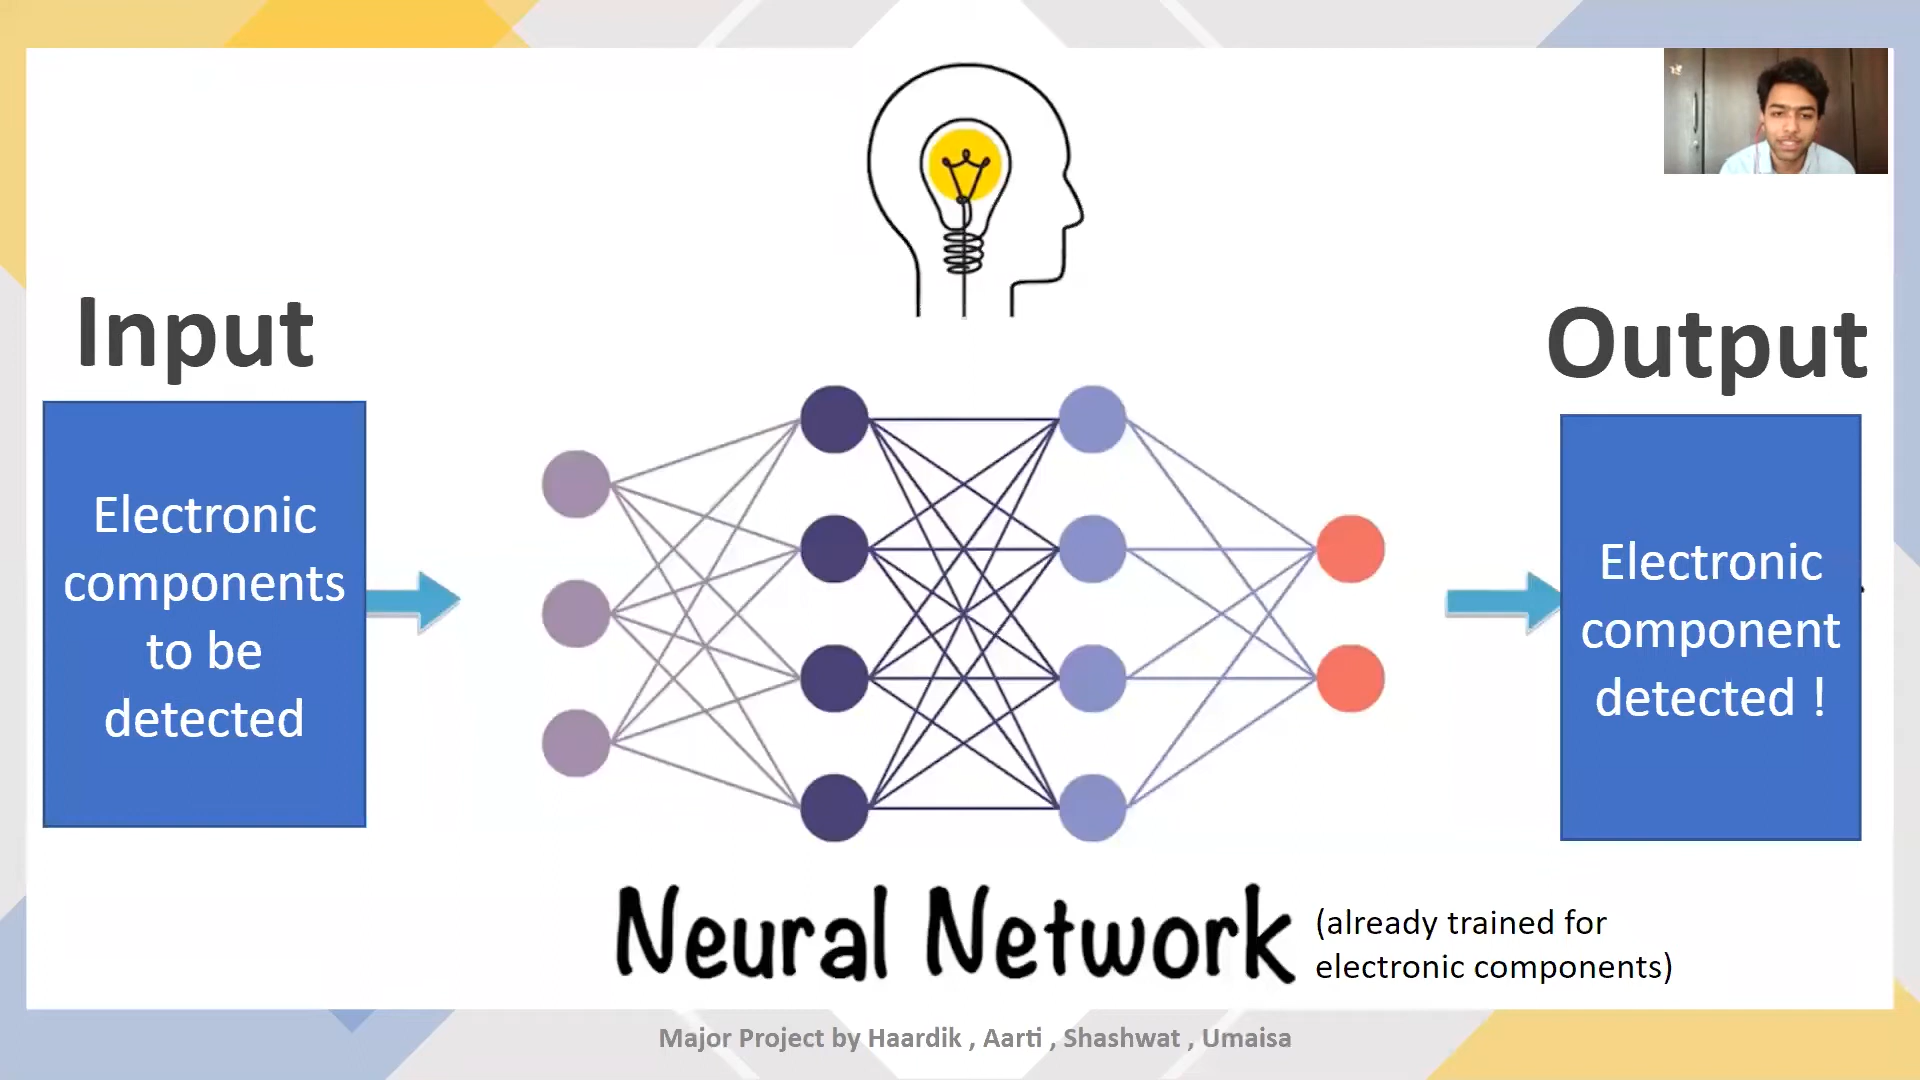 Input
Electronic
components
to be
detected
Output
Electronic
component
detected !
Neural Network
(already trained for
electronic components)
Major Project by Haardik , Aarti , Shashwat , Umaisa